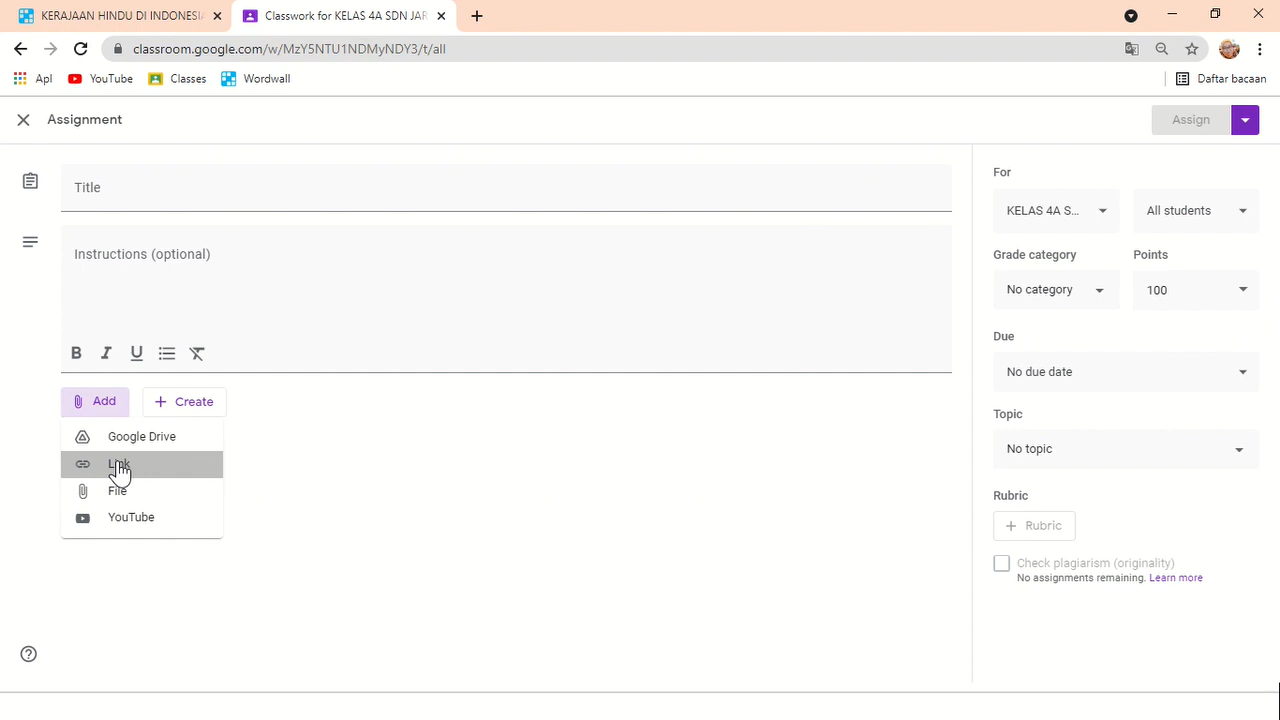 KERAJAAN HINDU DI INDONESIA
Classwork for KELAS 4A SDN JAR
classroom.google.com/w/MzY5NTU1NDMyNDY3/t/all
Apl YouTube Classes Wordwall Daftar bacaan
Assignment
Assign
Title
Instructions (optional)
B I U
Add
Create
Google Drive
Link
File
YouTube
For
KELAS 4A S... All students
Grade category Points
No category 100
Due
No due date
Topic
No topic
Rubric
+ Rubric
Check plagiarism (originality)
No assignments remaining. Learn more